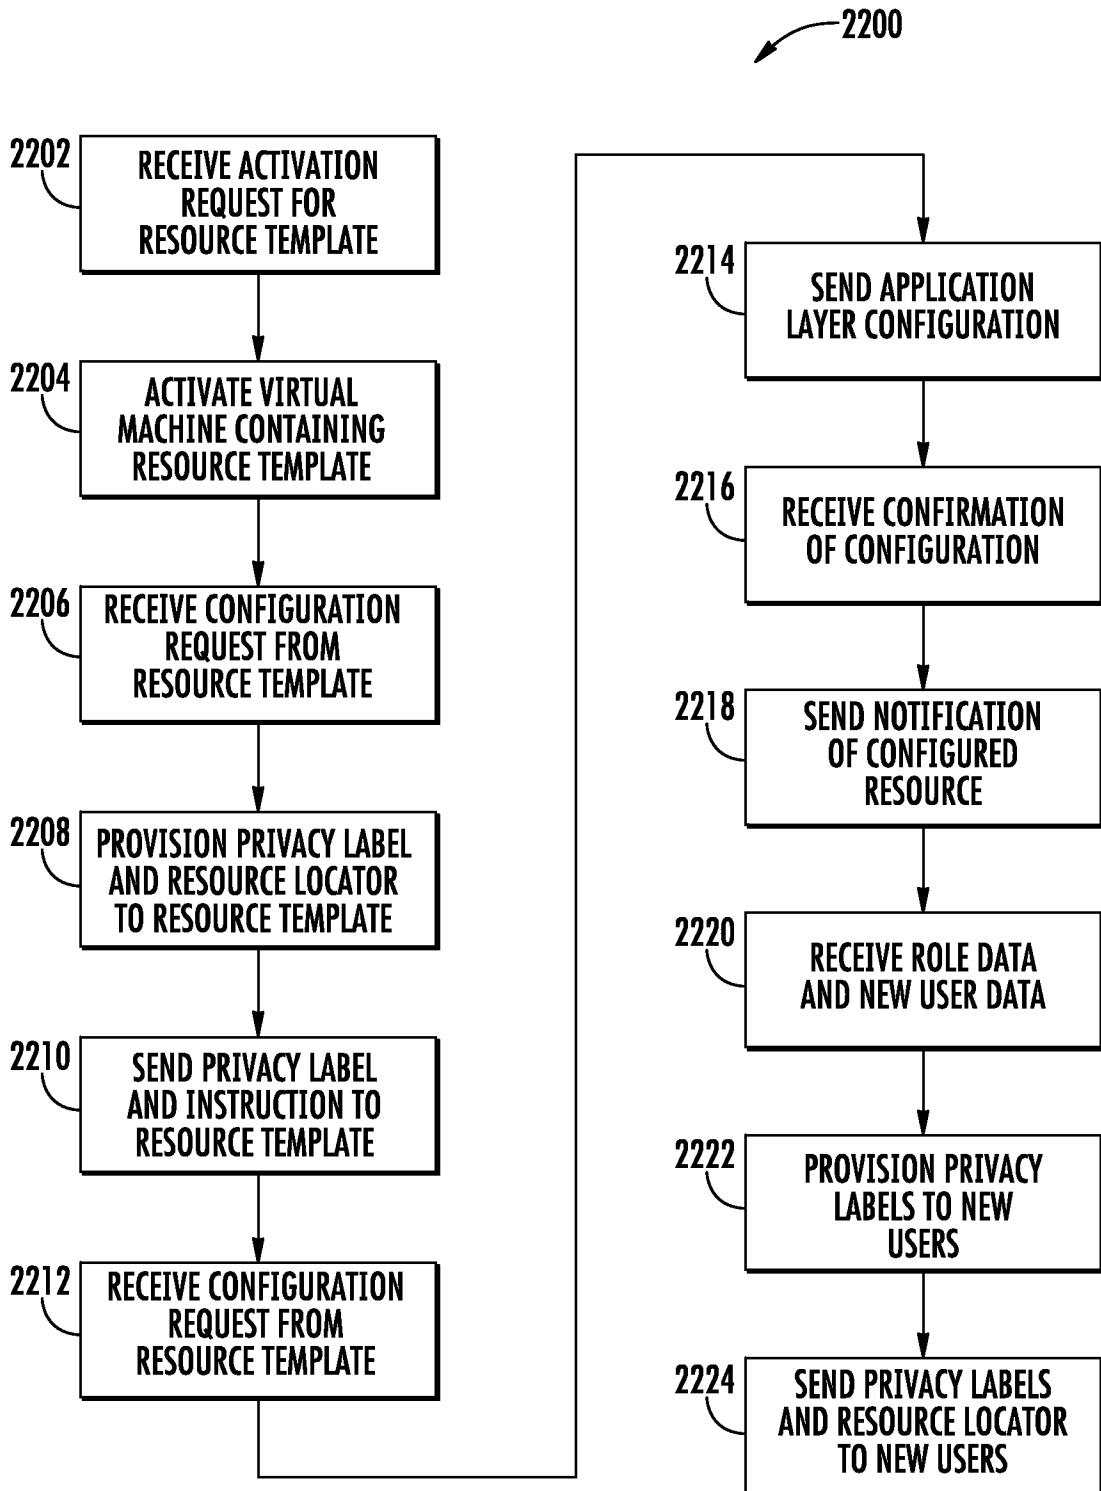 2200
2202
RECEIVE ACTIVATION
REQUEST FOR
RESOURCE TEMPLATE
2204
ACTIVATE VIRTUAL
MACHINE CONTAINING
RESOURCE TEMPLATE
2206
RECEIVE CONFIGURATION
REQUEST FROM
RESOURCE TEMPLATE
2208
PROVISION PRIVACY LABEL
AND RESOURCE LOCATOR
TO RESOURCE TEMPLATE
2210
SEND PRIVACY LABEL
AND INSTRUCTION TO
RESOURCE TEMPLATE
2212
RECEIVE CONFIGURATION
REQUEST FROM
RESOURCE TEMPLATE
2214
SEND APPLICATION
LAYER CONFIGURATION
2216
RECEIVE CONFIRMATION
OF CONFIGURATION
2218
SEND NOTIFICATION
OF CONFIGURED
RESOURCE
2220
RECEIVE ROLE DATA
AND NEW USER DATA
2222
PROVISION PRIVACY
LABELS TO NEW
USERS
2224
SEND PRIVACY LABELS
AND RESOURCE LOCATOR
TO NEW USERS